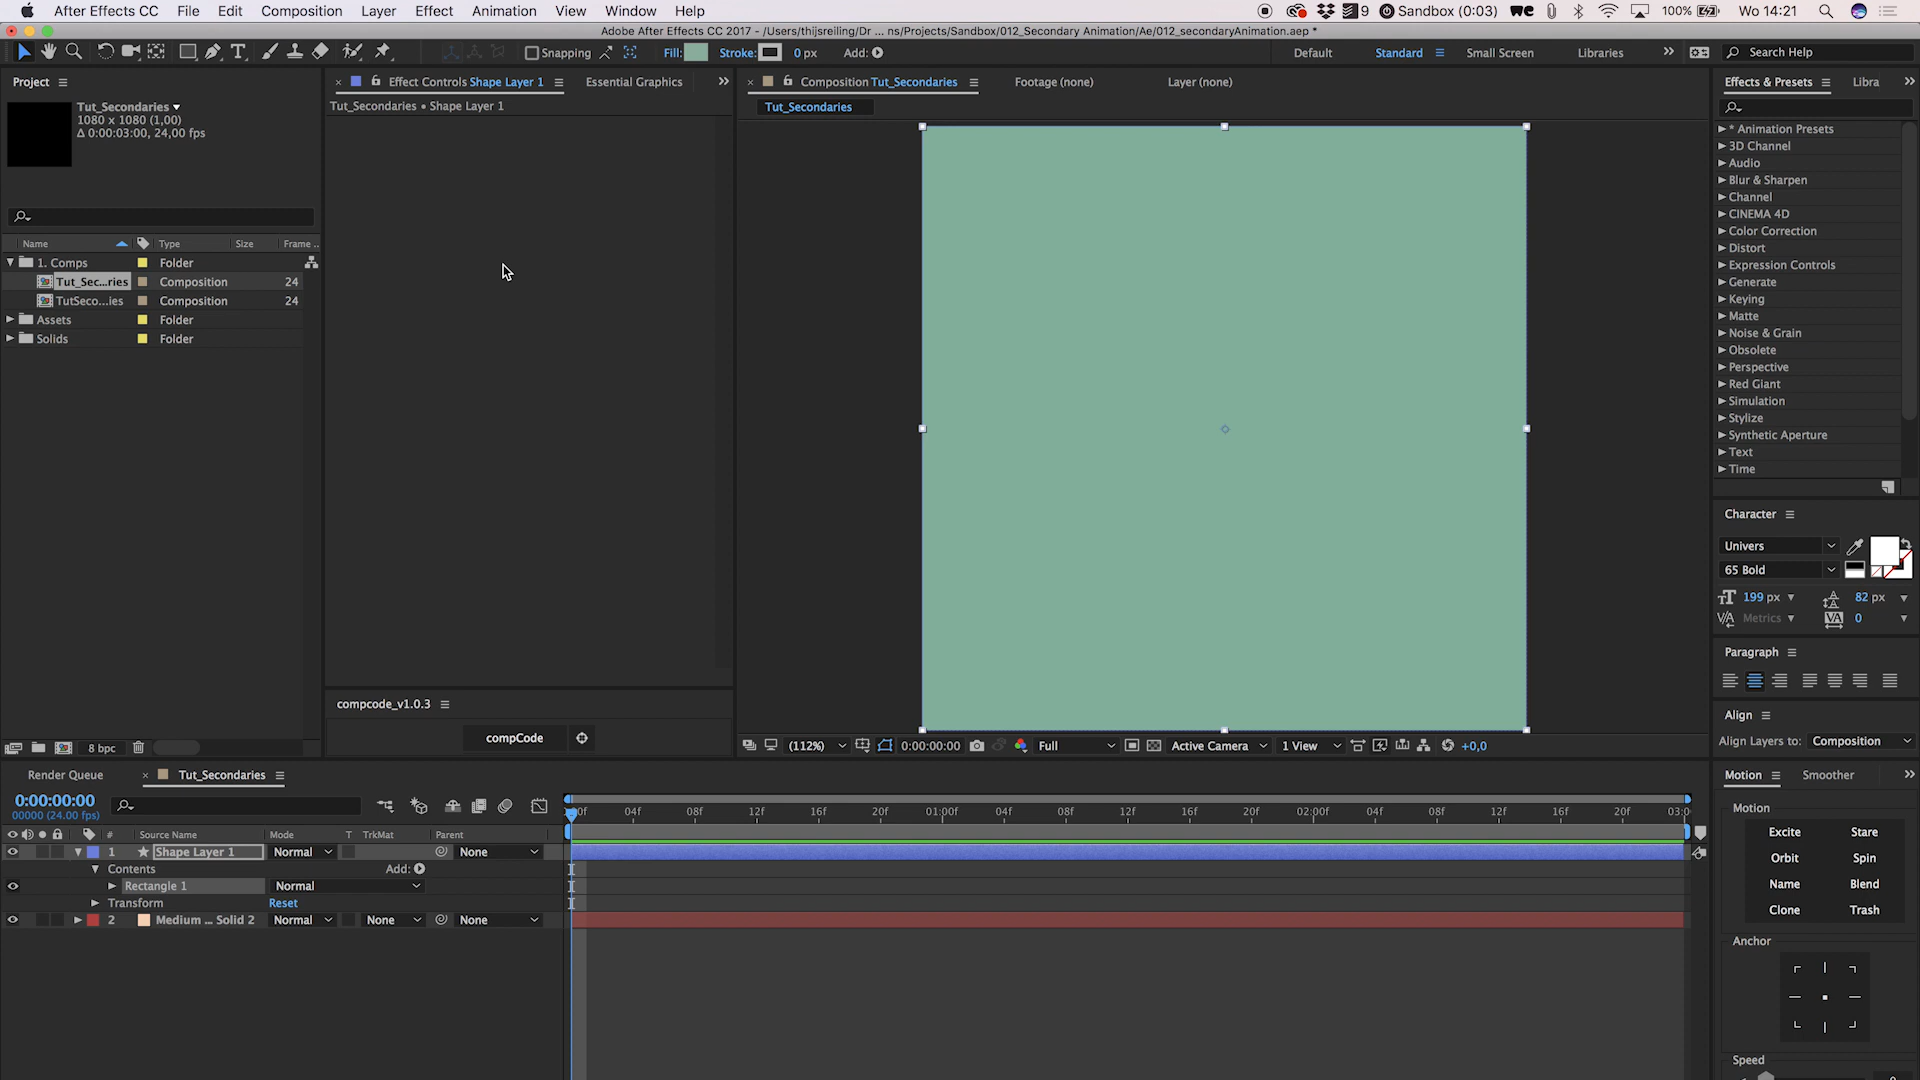 After Effects CC File Edit Composition Layer Effect Animation View Window Help 9 Sandbox (0:03) 100% Wo 14:21
Adobe After Effects CC 2017 - /Users/thijsreiling/Dr ... ns/Projects/Sandbox/012_Secondary Animation/Ae/012_secondaryAnimation.aep *
Snapping Fill: Stroke: 0 px Add: Default Standard Small Screen Libraries Search Help
Project
Tut_Secondaries
1080 x 1080 (1,00)
Δ 0:00:03:00, 24,00 fps
Name Type Size Frame ..
1. Comps Folder
Tut_Sec...ries Composition 24
TutSeco...ies Composition 24
Assets Folder
Solids Folder
8 bpc
Effect Controls Shape Layer 1 Essential Graphics
Tut_Secondaries • Shape Layer 1
compcode_v1.0.3
compCode
Composition Tut_Secondaries Footage (none) Layer (none)
Tut_Secondaries
(112%) 0:00:00:00 Full Active Camera 1 View +0,0
Effects & Presets Libra
* Animation Presets
3D Channel
Audio
Blur & Sharpen
Channel
CINEMA 4D
Color Correction
Distort
Expression Controls
Generate
Keying
Matte
Noise & Grain
Obsolete
Perspective
Red Giant
Simulation
Stylize
Synthetic Aperture
Text
Time
Character
Univers
65 Bold
199 px 82 px
Metrics 0
Paragraph
Align
Align Layers to: Composition
Motion Smoother
Motion
Excite Stare
Orbit Spin
Name Blend
Clone Trash
Anchor
Speed
Render Queue Tut_Secondaries
0:00:00:00
00000 (24.00 fps)
04f 08f 12f 16f 20f 01:00f 04f 08f 12f 16f 20f 02:00f 04f 08f 12f 16f 20f 03:0
# Source Name Mode T TrkMat Parent
1 Shape Layer 1 Normal None
Contents Add:
Rectangle 1 Normal
Transform Reset
2 Medium ... Solid 2 Normal None None